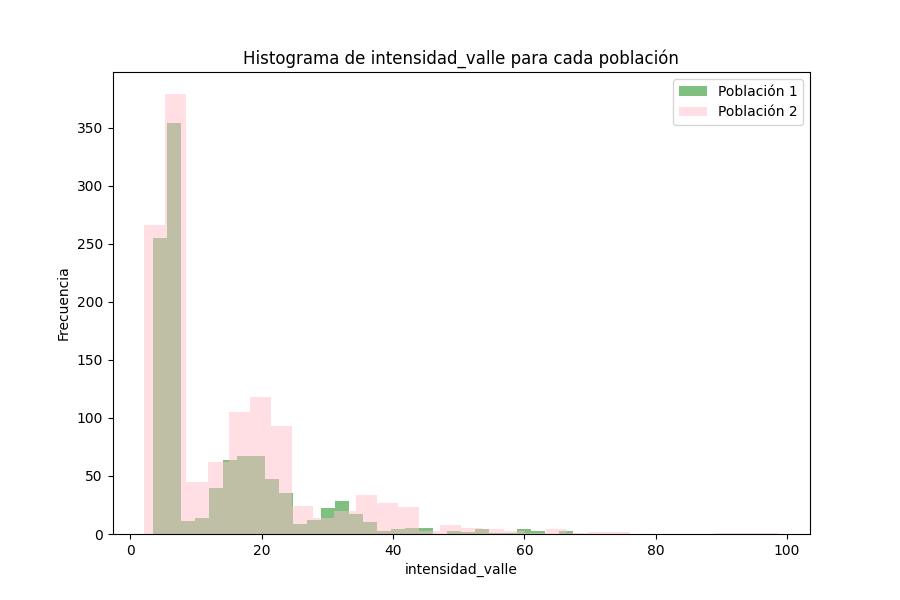 Histograma de intensidad_valle para cada población
Población 1
Población 2
350
300
250
200
150
100
50
0
Frecuencia
0 20 40 60 80 100
intensidad_valle